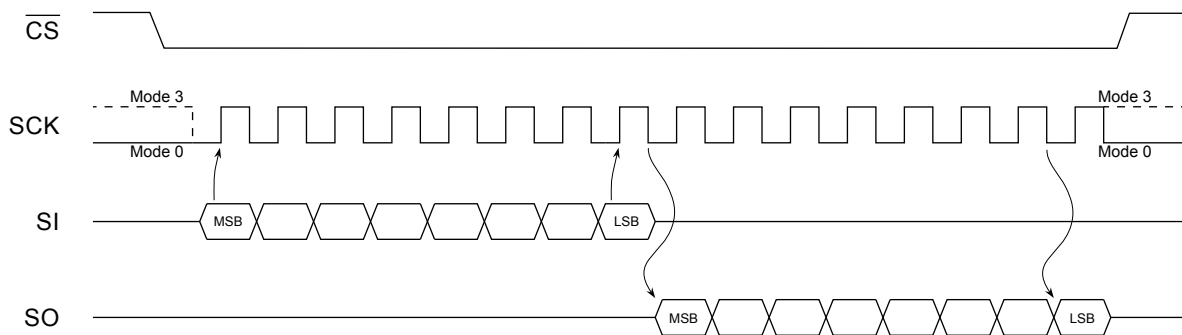 CS
Mode 3 Mode 3
SCK
Mode 0 Mode 0
SI MSB LSB
SO MSB LSB